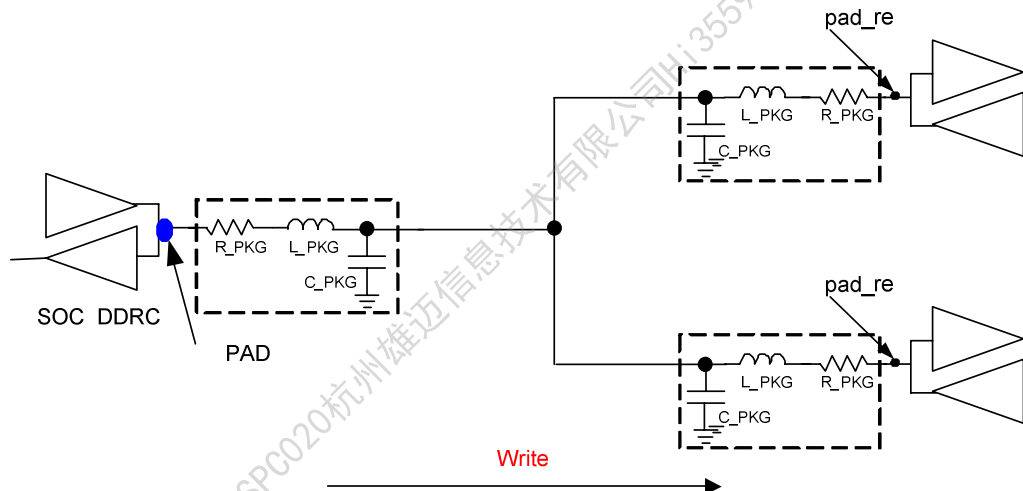 pad_re
L_PKG R_PKG
C_PKG
R_PKG L_PKG
C_PKG
SOC DDRC
PAD
pad_re
L_PKG R_PKG
C_PKG
Write
SPC020杭州雄迈信息技术有限公司Hi3559